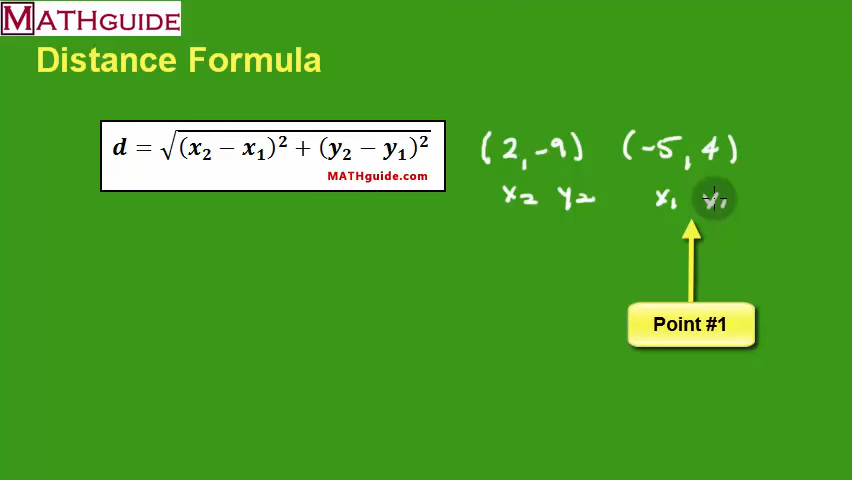 MATHGUIDE
Distance Formula
d = √(x₂ − x₁)² + (y₂ − y₁)²
MATHguide.com
(2, -9) (-5, 4)
x₂ y₂ x₁ y₁
Point #1